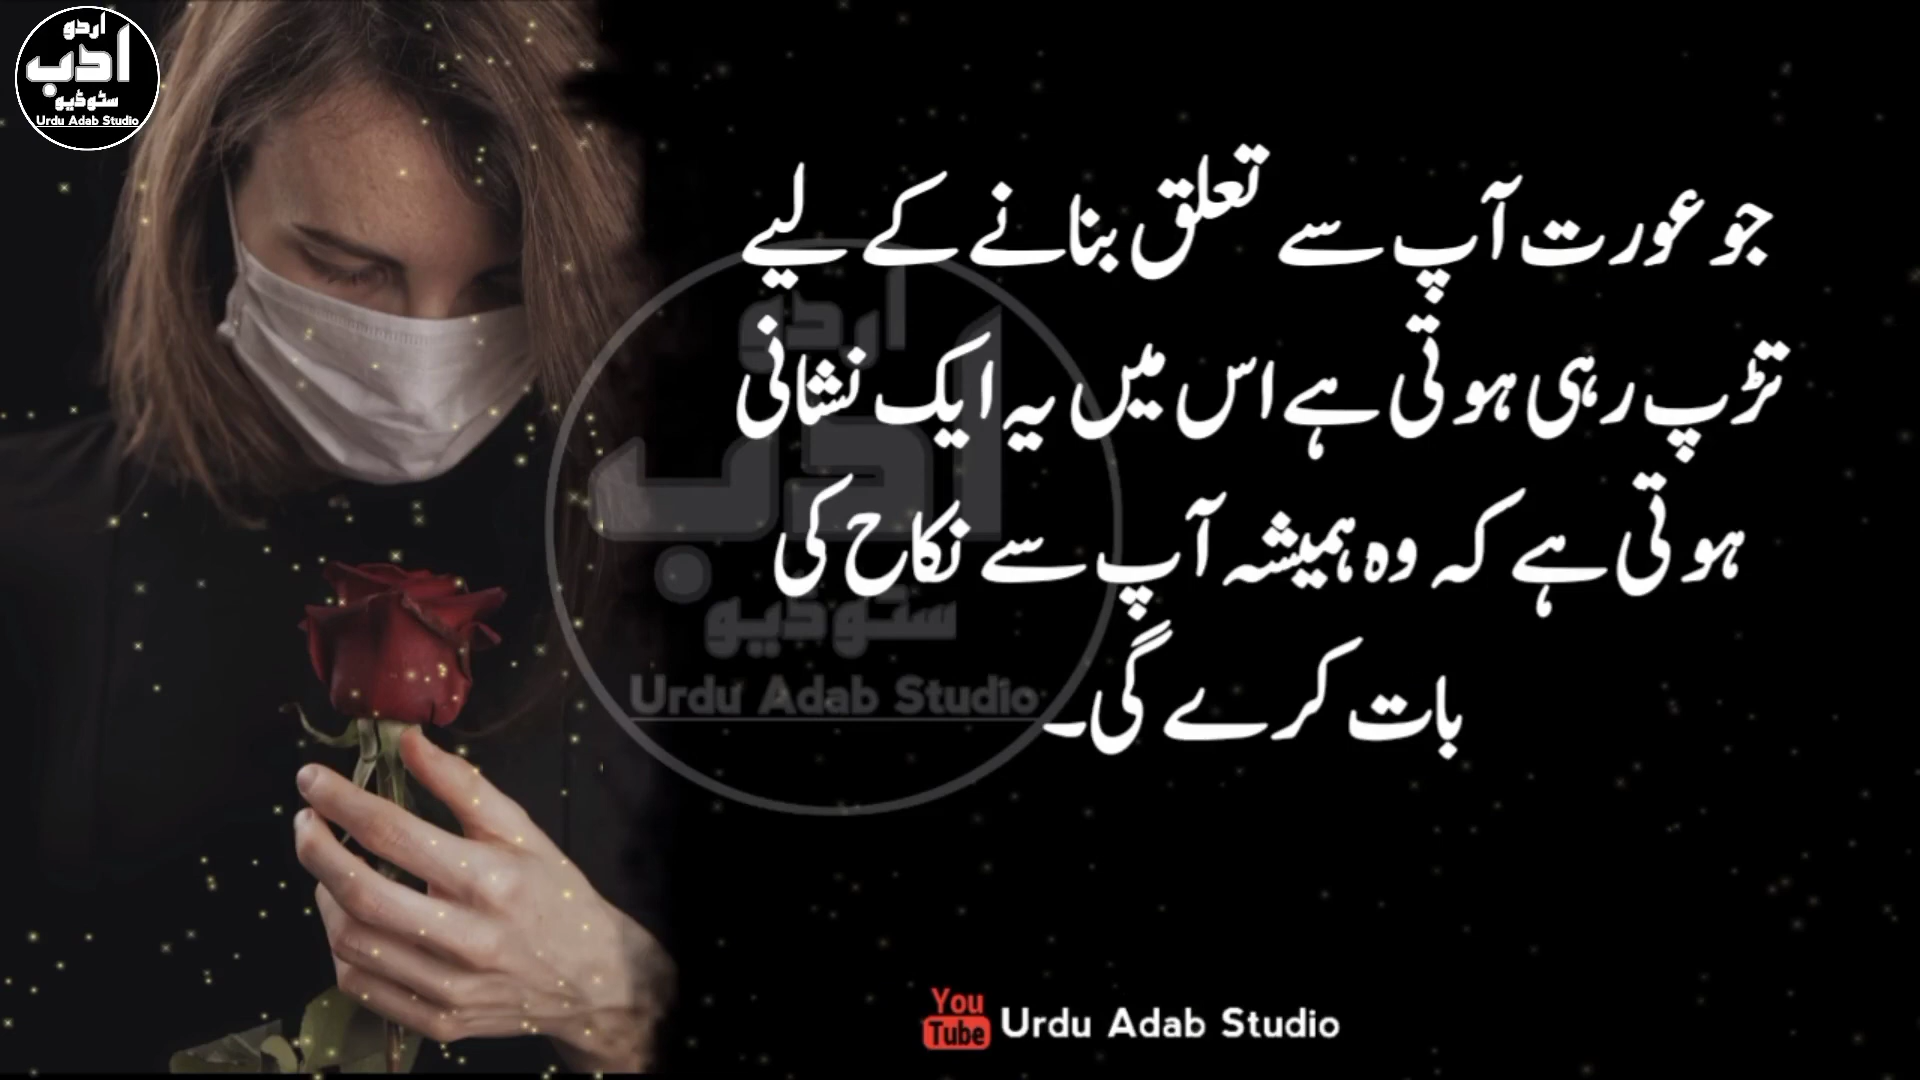 اردو
ادب
سٹوڈیو
Urdu Adab Studio
جو عورت آپ سے تعلق بنانے کے لیے
تڑپ رہی ہوتی ہے اس میں یہ ایک نشانی
ہوتی ہے کہ وہ ہمیشہ آپ سے نکاح کی
بات کرے گی۔
اردو
ادب
سٹوڈیو
Urdu Adab Studio
You
Tube Urdu Adab Studio